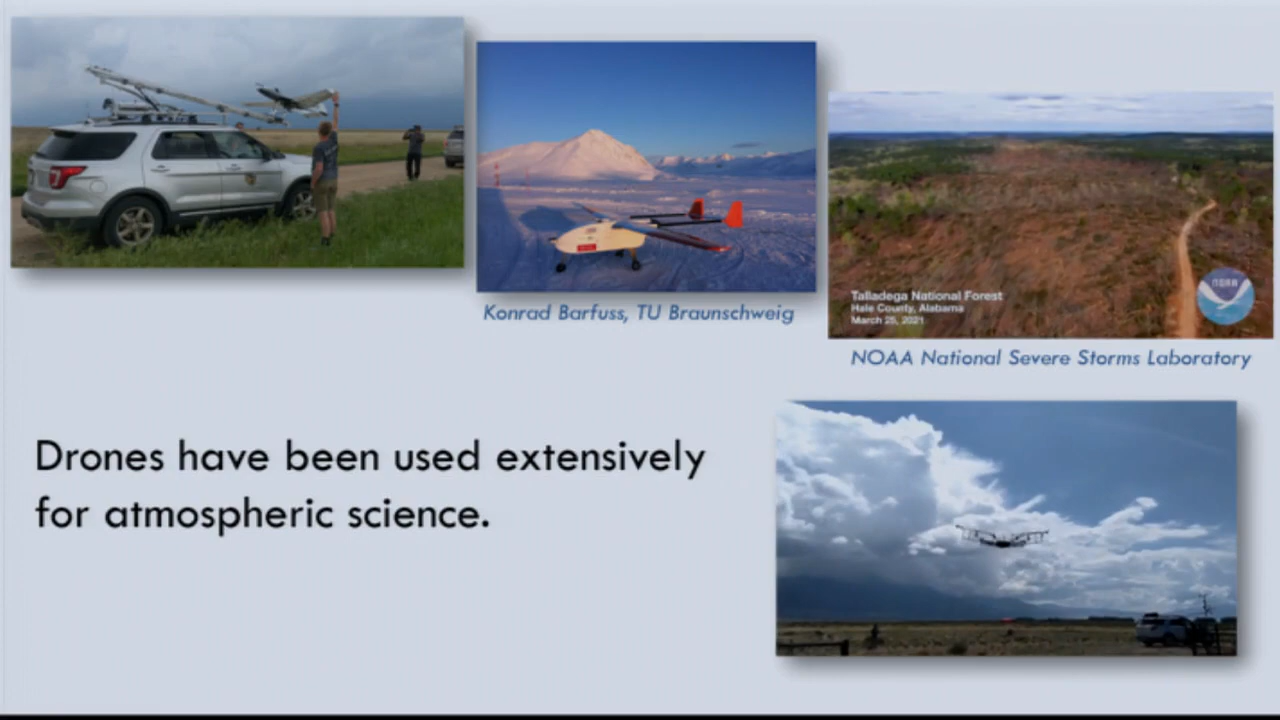 Konrad Barfuss, TU Braunschweig
Talladega National Forest
Hale County, Alabama
March 25, 2021
NOAA
NOAA National Severe Storms Laboratory
Drones have been used extensively
for atmospheric science.